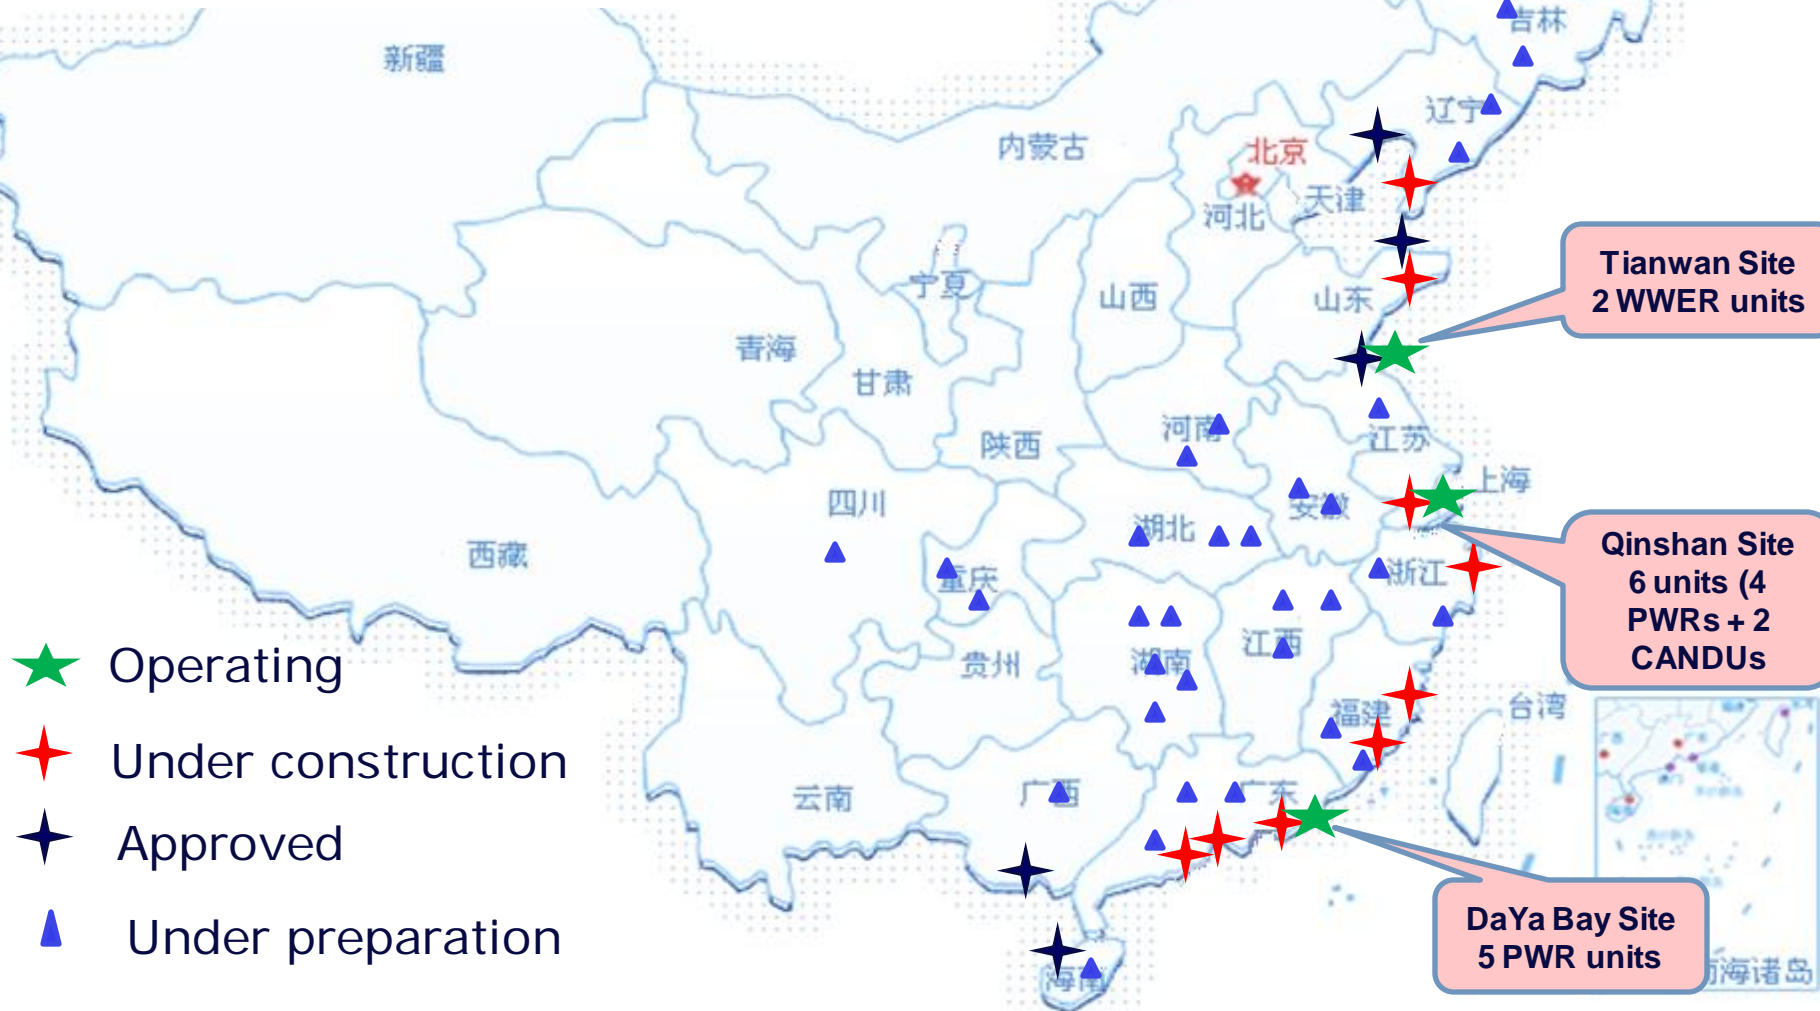 吉林
新疆
辽宁
内蒙古
北京
天津
河北
Tianwan Site
2 WWER units
宁夏
山西
山东
青海
甘肃
河南
江苏
陕西
上海
四川
安徽
湖北
Qinshan Site
6 units (4
PWRs + 2
CANDUs
西藏
重庆
浙江
江西
湖南
贵州
Operating
福建
台湾
Under construction
云南
广西
广东
Approved
DaYa Bay Site
5 PWR units
Under preparation
海南
南海诸岛